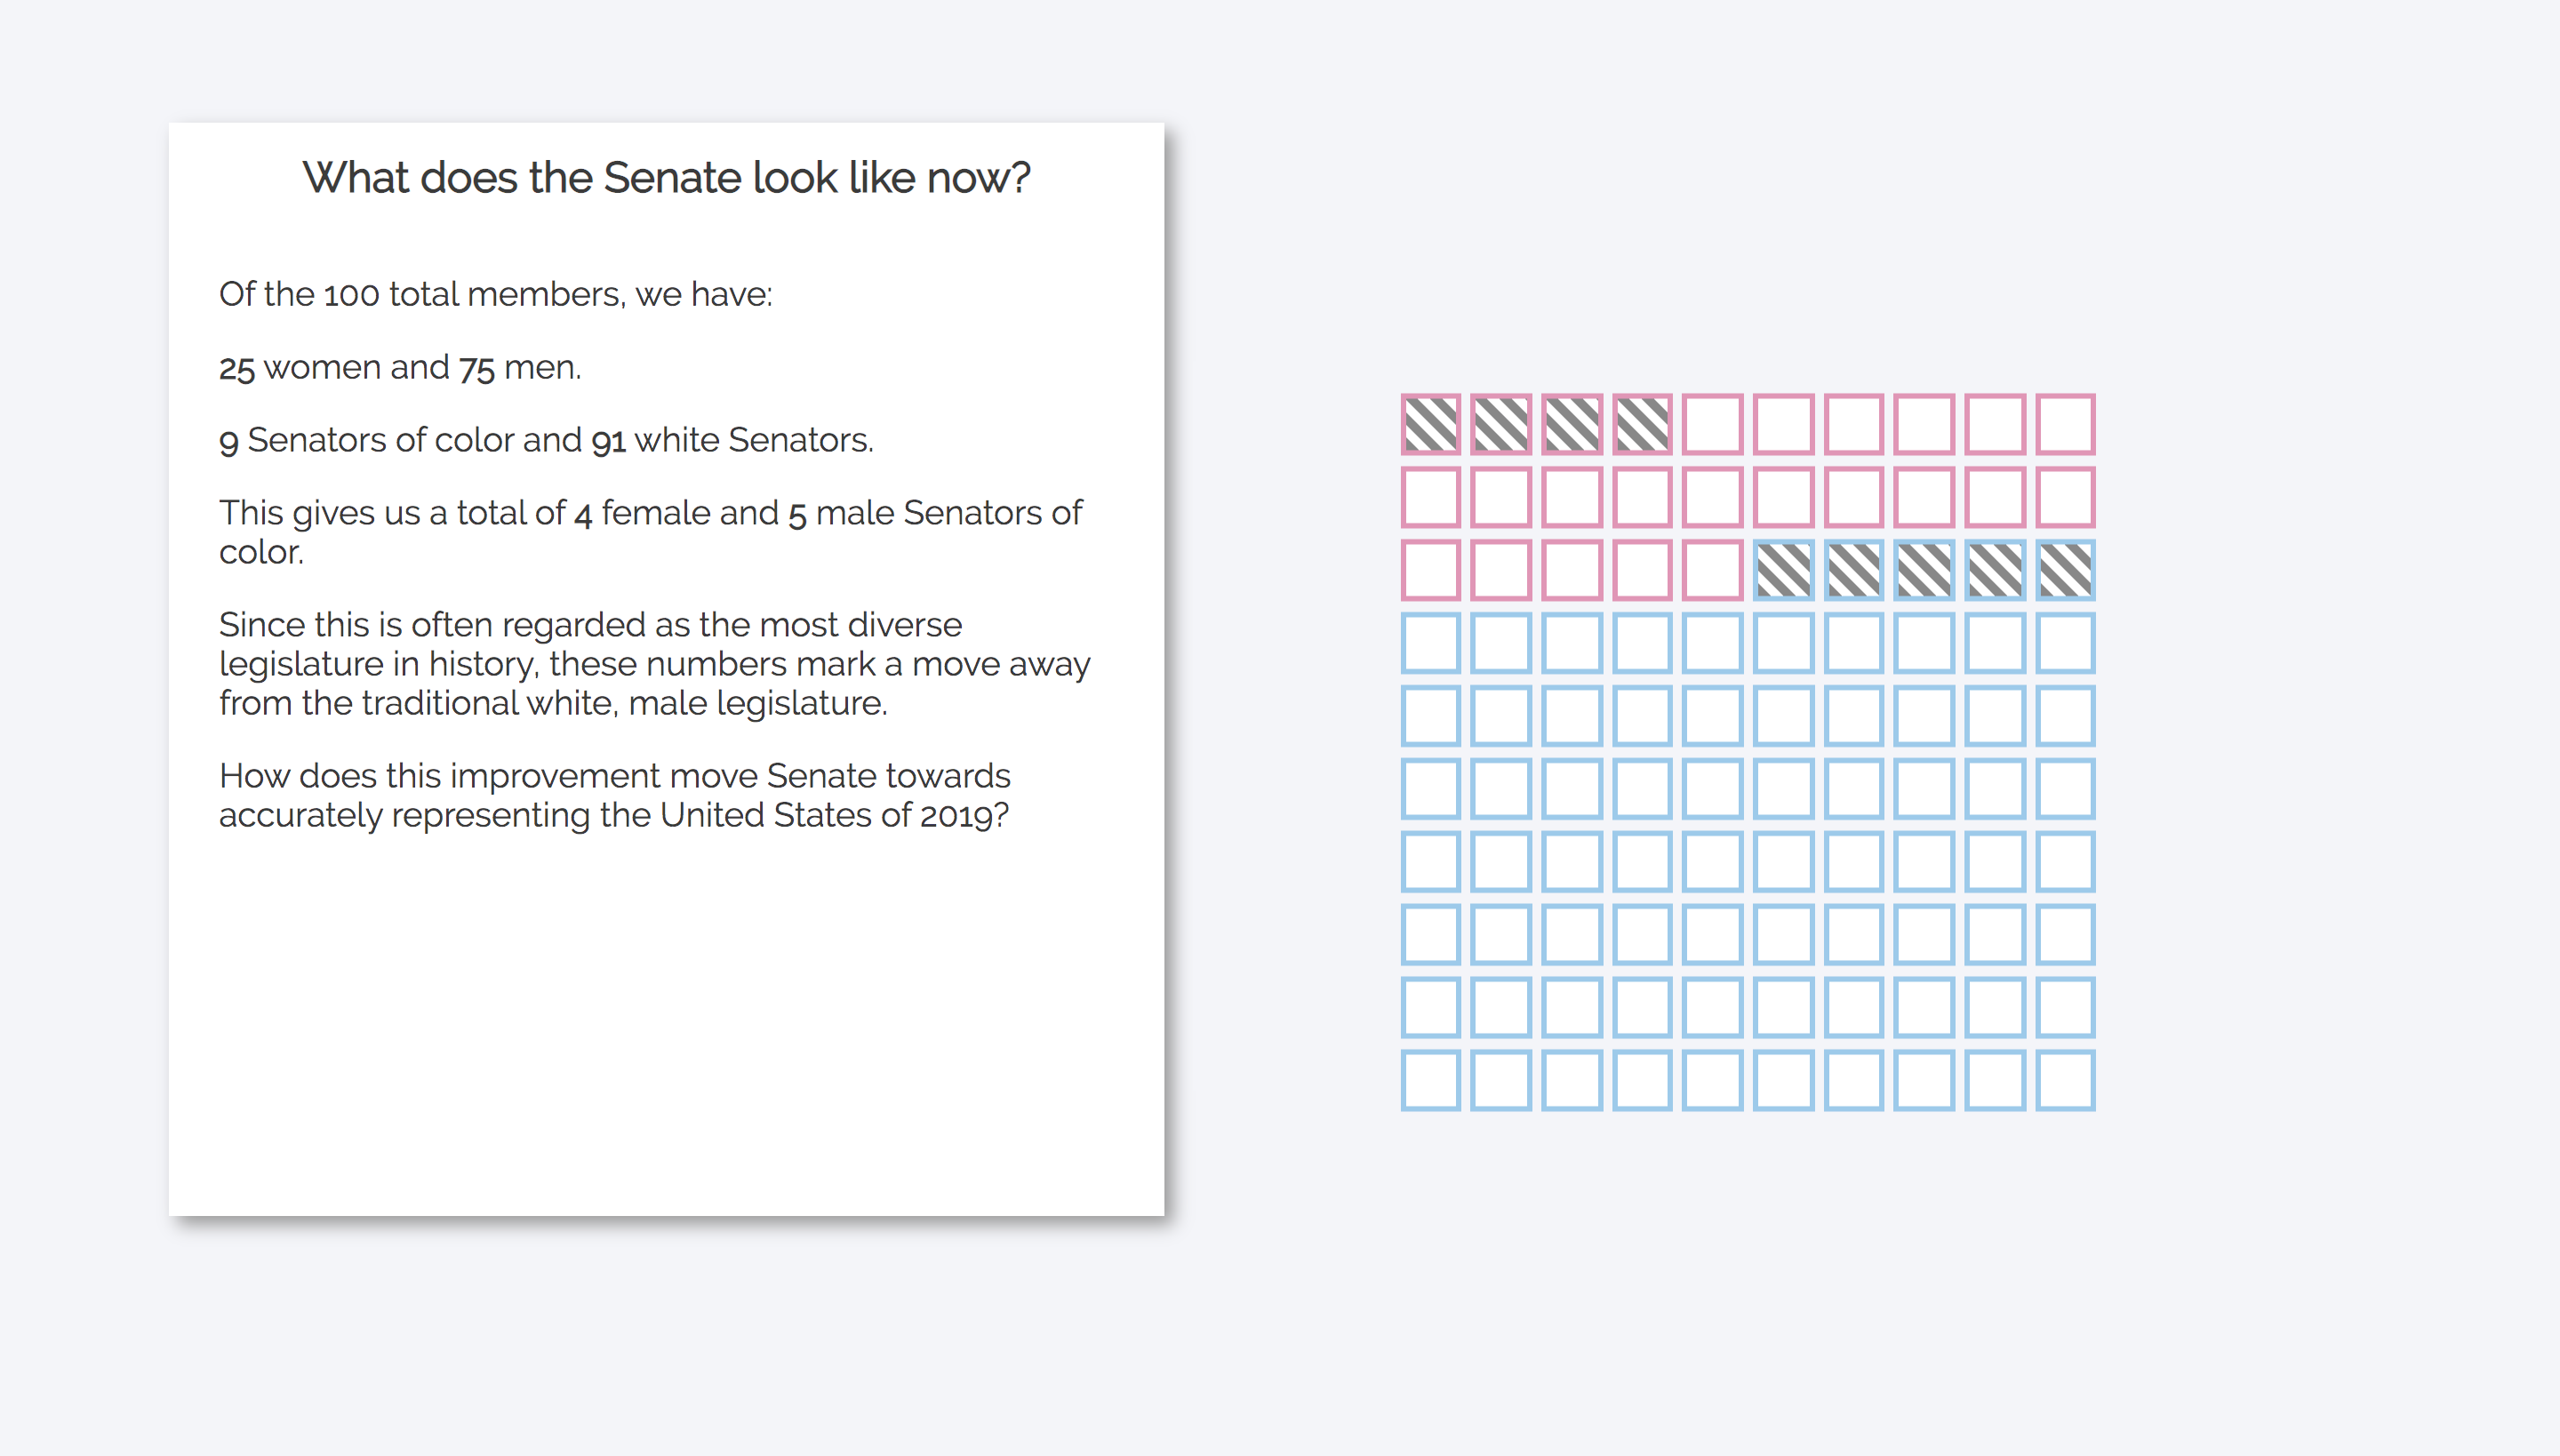 What does the Senate look like now?
Of the 100 total members, we have:
25 women and 75 men.
9 Senators of color and 91 white Senators.
This gives us a total of 4 female and 5 male Senators of
color.
Since this is often regarded as the most diverse
legislature in history, these numbers mark a move away
from the traditional white, male legislature.
How does this improvement move Senate towards
accurately representing the United States of 2019?